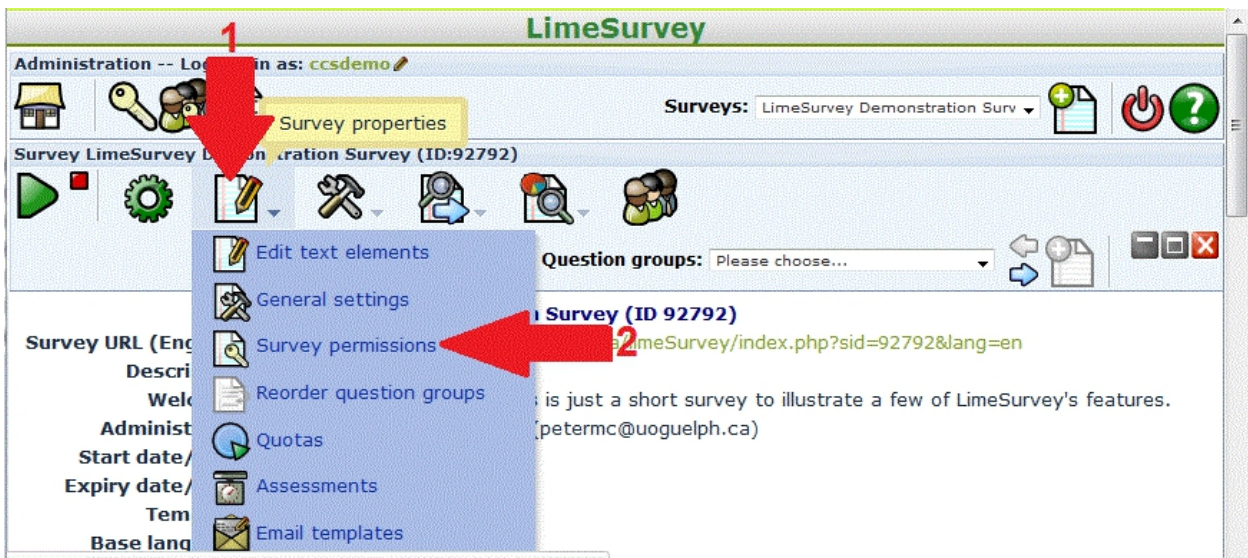 LimeSurvey
1
Administration -- Log in as: ccsdemo
Survey properties
Surveys: LimeSurvey Demonstration Surv
?
Survey LimeSurvey tration Survey (ID:92792)
Edit text elements
Question groups: Please choose...
General settings
Survey (ID 92792)
Survey URL (Eng
Survey permissions
2
/limeSurvey/index.php?sid=92792&lang=en
Descri
Reorder question groups
Welc
is just a short survey to illustrate a few of LimeSurvey's features.
Administ
(petermc@uoguelph.ca)
Quotas
Start date/
Expiry date/
Assessments
Tem
Email templates
Base lang